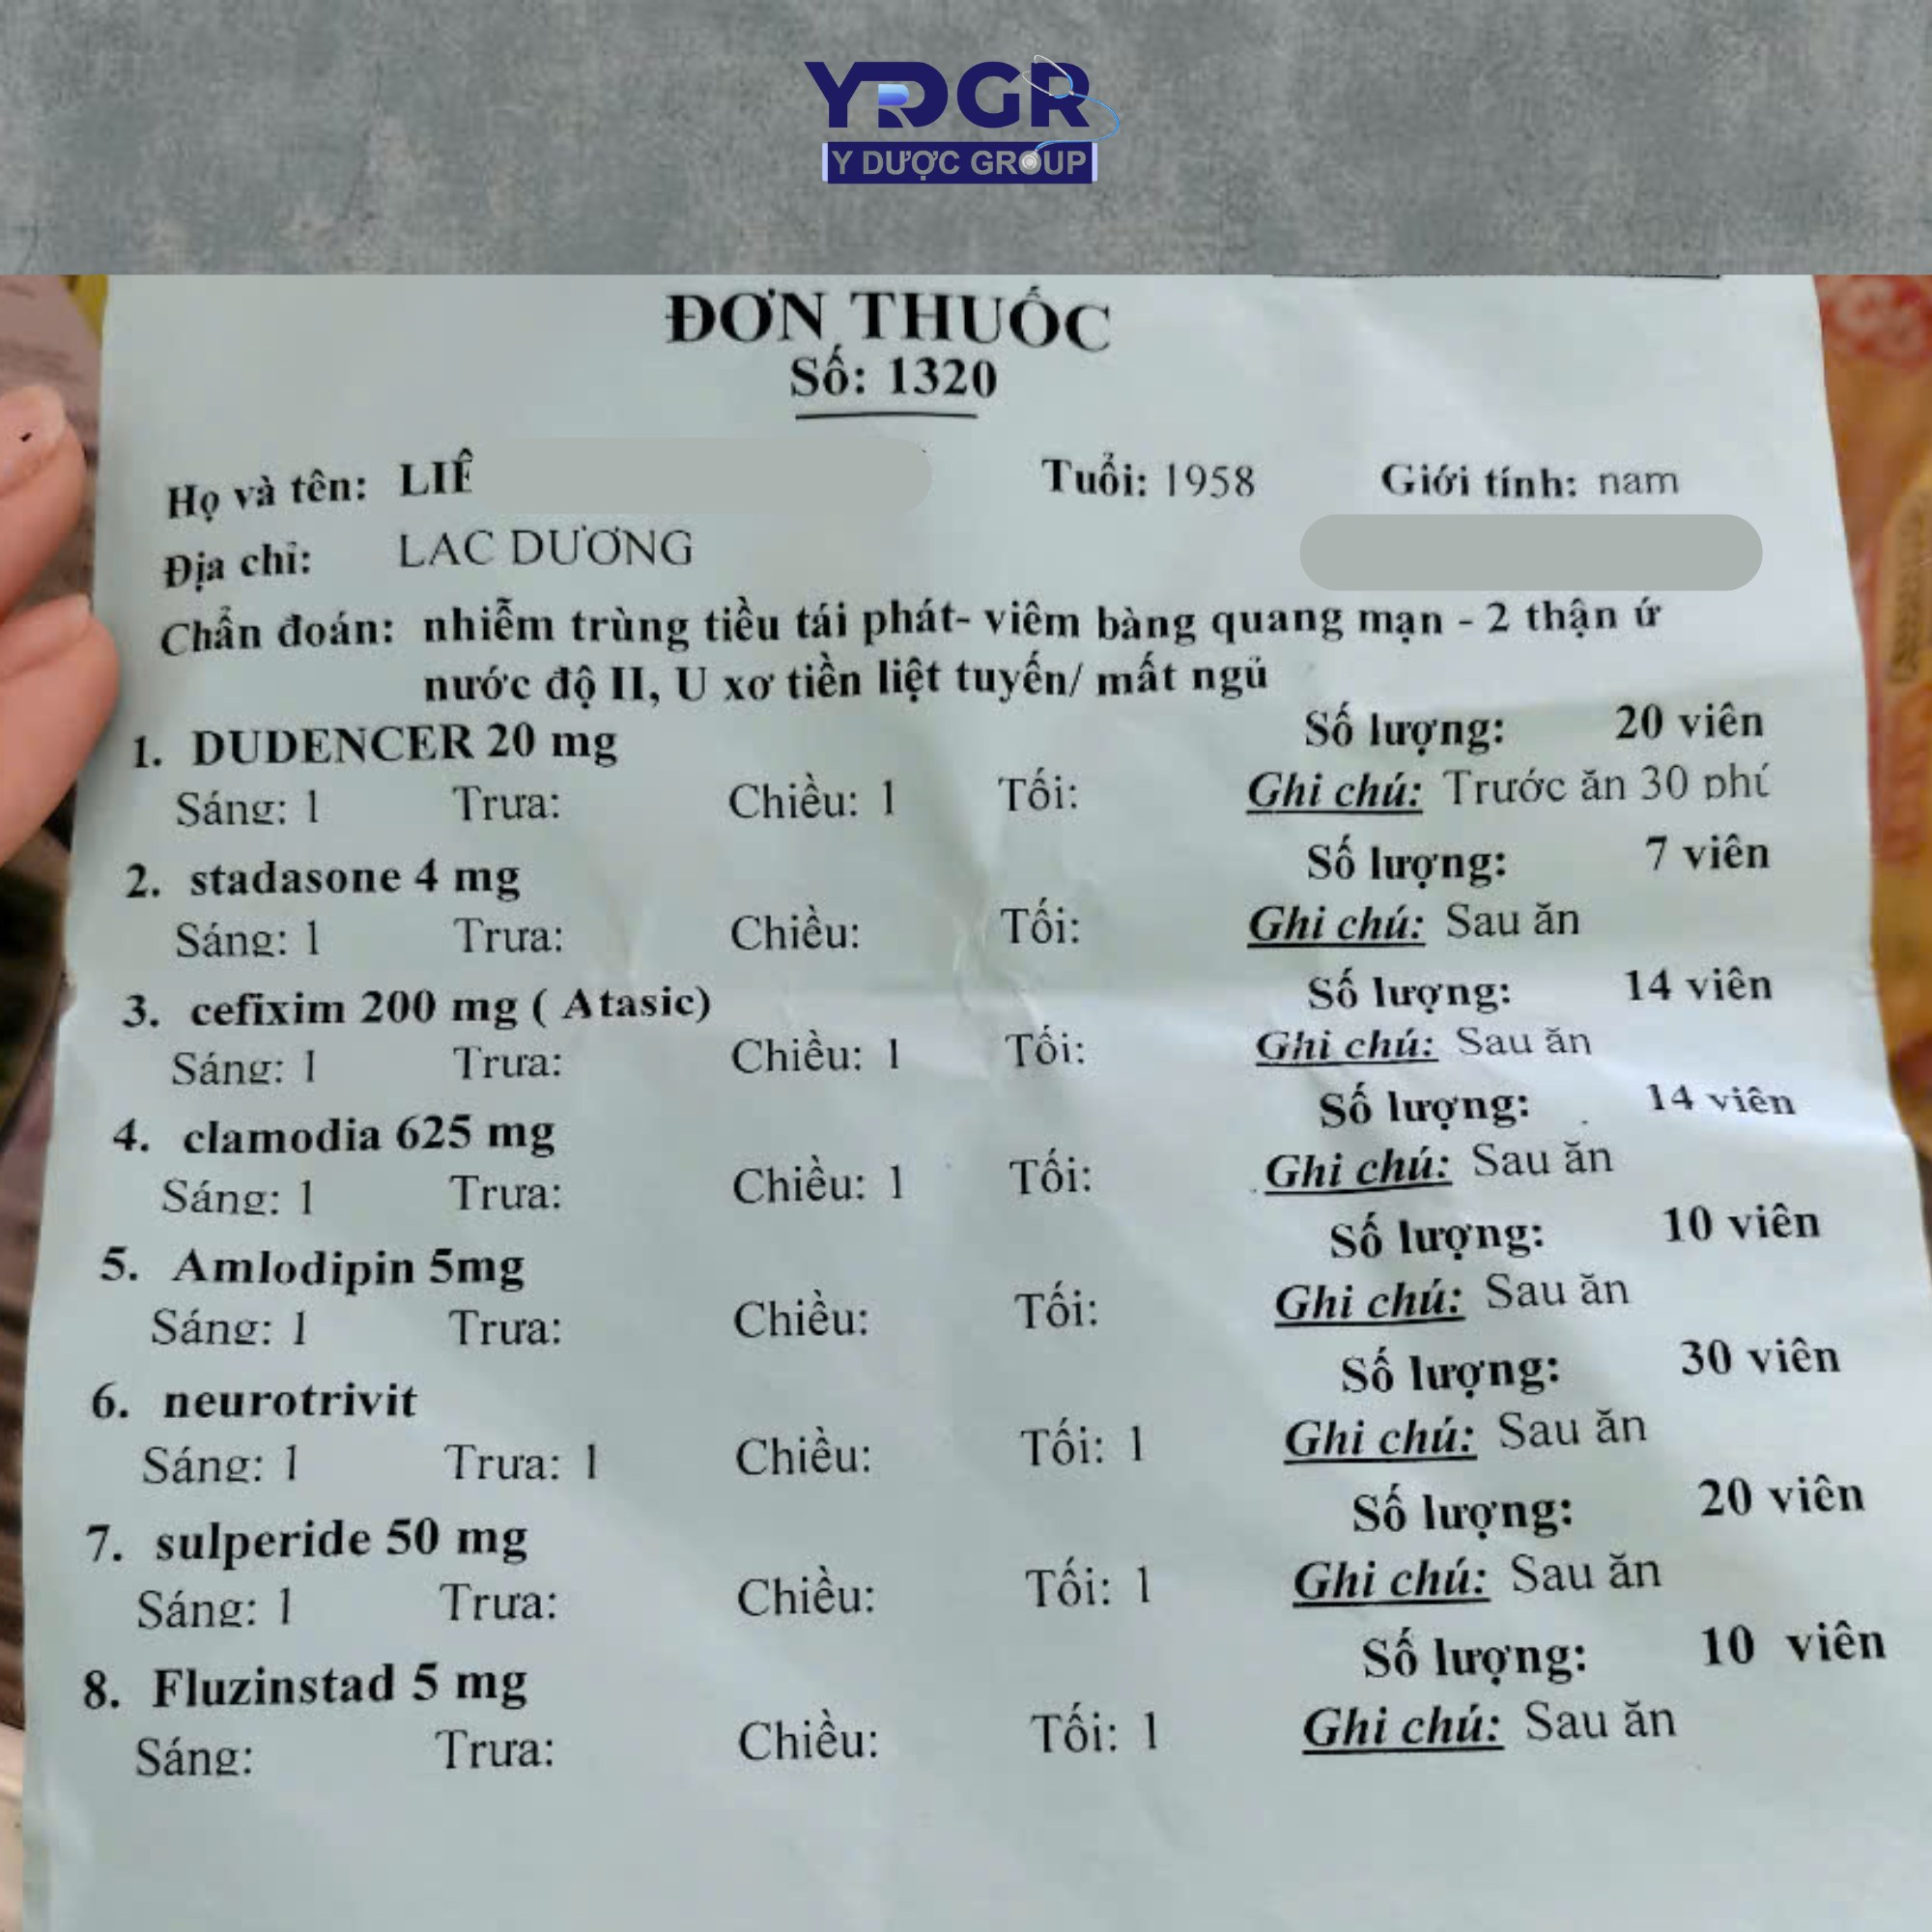 YDGR
Y DƯỢC GROUP
ĐƠN THUỐC
Số: 1320
Họ và tên: LIÊ Tuổi: 1958 Giới tính: nam
Địa chỉ: LAC DƯƠNG
Chẩn đoán: nhiễm trùng tiều tái phát- viêm bàng quang mạn - 2 thận ứ
nước độ II, U xơ tiền liệt tuyến/ mất ngủ
1. DUDENCER 20 mg Số lượng: 20 viên
Sáng: 1 Trưa: Chiều: 1 Tối: Ghi chú: Trước ăn 30 phú
2. stadasone 4 mg Số lượng: 7 viên
Sáng: 1 Trưa: Chiều: Tối: Ghi chú: Sau ăn
3. cefixim 200 mg ( Atasic) Số lượng: 14 viên
Sáng: 1 Trưa: Chiều: 1 Tối: Ghi chú: Sau ăn
4. clamodia 625 mg Số lượng: 14 viên
Sáng: 1 Trưa: Chiều: 1 Tối: Ghi chú: Sau ăn
5. Amlodipin 5mg Số lượng: 10 viên
Sáng: 1 Trưa: Chiều: Tối: Ghi chú: Sau ăn
6. neurotrivit Số lượng: 30 viên
Sáng: 1 Trưa: 1 Chiều: Tối: 1 Ghi chú: Sau ăn
7. sulperide 50 mg Số lượng: 20 viên
Sáng: 1 Trưa: Chiều: Tối: 1 Ghi chú: Sau ăn
8. Fluzinstad 5 mg Số lượng: 10 viên
Sáng: Trưa: Chiều: Tối: 1 Ghi chú: Sau ăn